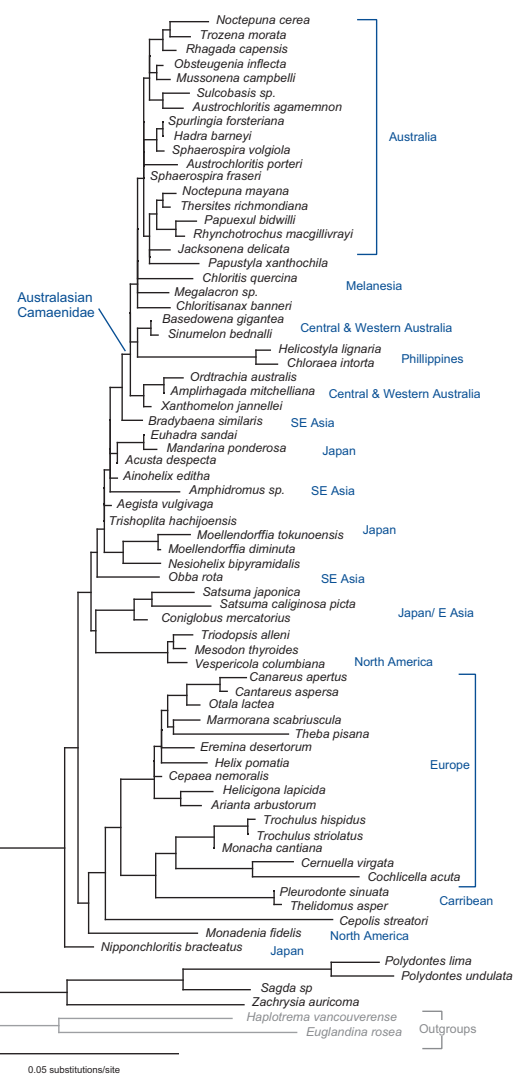 Noctepuna cerea
Trozena morata
Rhagada capensis
Obsteugenia inflecta
Mussonena campbelli
Sulcobasis sp.
Austrochloritis agamemnon
Spurlingia forsteriana
Hadra barneyi
Australia
Sphaerospira volgiola
Austrochloritis porteri
Sphaerospira fraseri
Noctepuna mayana
Thersites richmondiana
Papuexul bidwilli
Rhynchotrochus macgillivrayi
Jacksonena delicata
Papustyla xanthochila
Chloritis quercina
Melanesia
Megalacron sp.
Australasian
Camaenidae
Chloritisanax banneri
Basedowena gigantea
Central & Western Australia
Sinumelon bednalli
Helicostyla lignaria
Phillippines
Chloraea intorta
Ordtrachia australis
Amplirhagada mitchelliana
Central & Western Australia
Xanthomelon jannellei
Bradybaena similaris
SE Asia
Euhadra sandai
Mandarina ponderosa
Japan
Acusta despecta
Ainohelix editha
Amphidromus sp.
SE Asia
Aegista vulgivaga
Trishoplita hachijoensis
Japan
Moellendorffia tokunoensis
Moellendorffia diminuta
Nesiohelix bipyramidalis
Obba rota
SE Asia
Satsuma japonica
Satsuma caliginosa picta
Japan/ E Asia
Coniglobus mercatorius
Triodopsis alleni
Mesodon thyroides
Vespericola columbiana
North America
Canareus apertus
Cantareus aspersa
Otala lactea
Marmorana scabriuscula
Theba pisana
Eremina desertorum
Helix pomatia
Europe
Cepaea nemoralis
Helicigona lapicida
Arianta arbustorum
Trochulus hispidus
Trochulus striolatus
Monacha cantiana
Cernuella virgata
Cochlicella acuta
Pleurodonte sinuata
Carribean
Thelidomus asper
Cepolis streatori
Monadenia fidelis
North America
Nipponchloritis bracteatus
Japan
Polydontes lima
Polydontes undulata
Sagda sp
Zachrysia auricoma
Haplotrema vancouverense
Outgroups
Euglandina rosea
0.05 substitutions/site